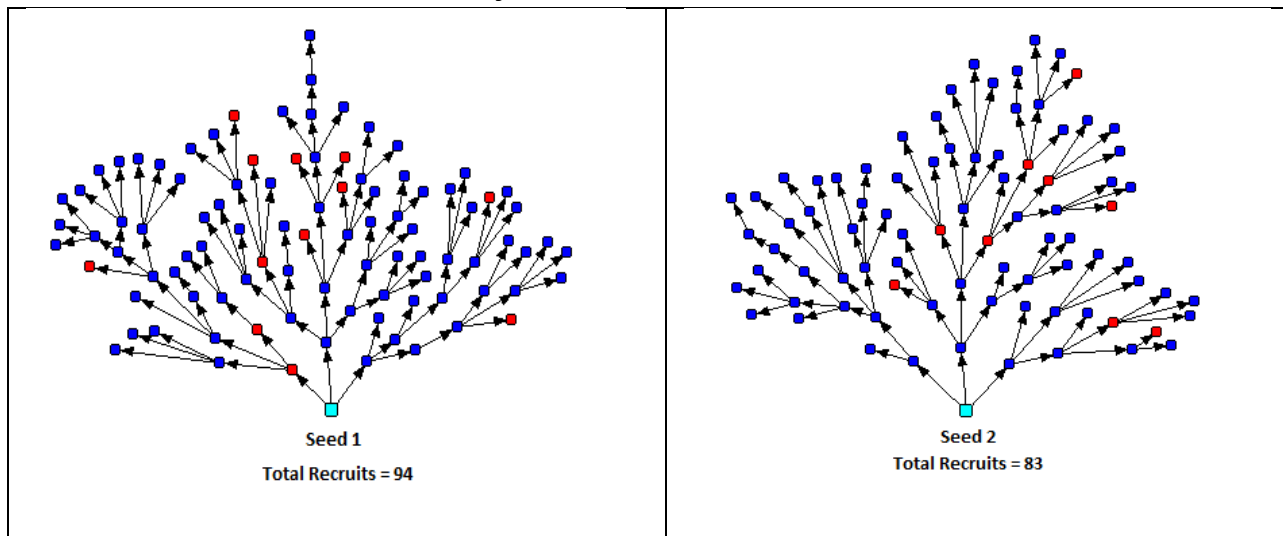 Seed 1
Total Recruits = 94
Seed 2
Total Recruits = 83